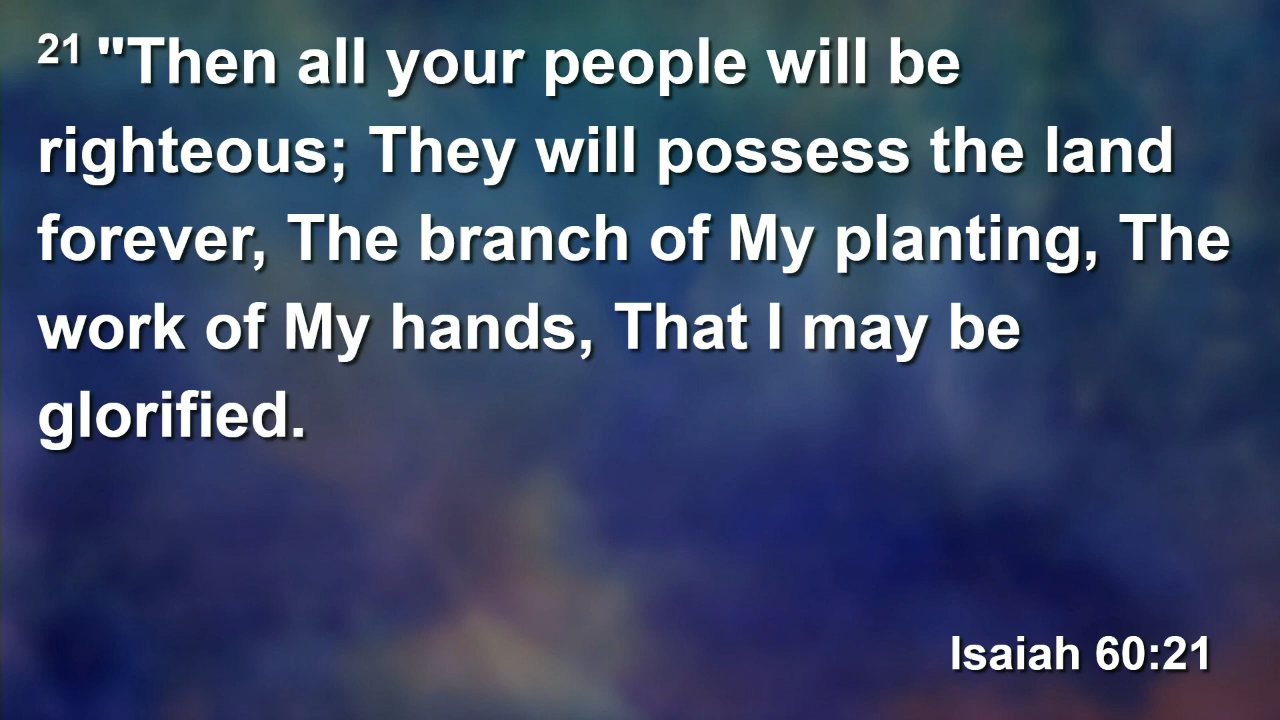 21 "Then all your people will be
righteous; They will possess the land
forever, The branch of My planting, The
work of My hands, That I may be
glorified.
Isaiah 60:21